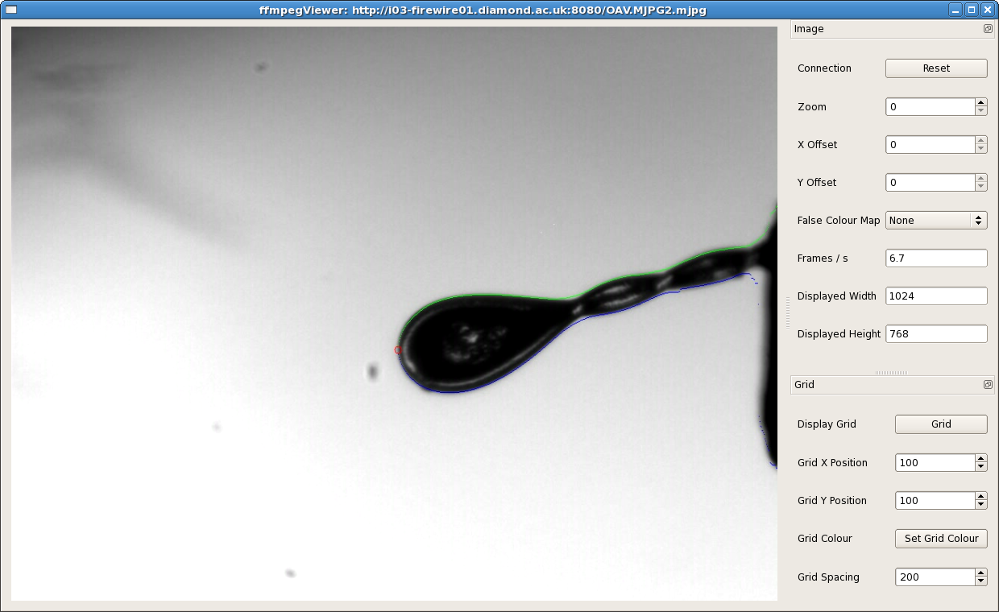 ffmpegViewer: http://i03-firewire01.diamond.ac.uk:8080/OAV.MJPG2.mjpg
Image
Connection Reset
Zoom 0
X Offset 0
Y Offset 0
False Colour Map None
Frames / s 6.7
Displayed Width 1024
Displayed Height 768
Grid
Display Grid Grid
Grid X Position 100
Grid Y Position 100
Grid Colour Set Grid Colour
Grid Spacing 200